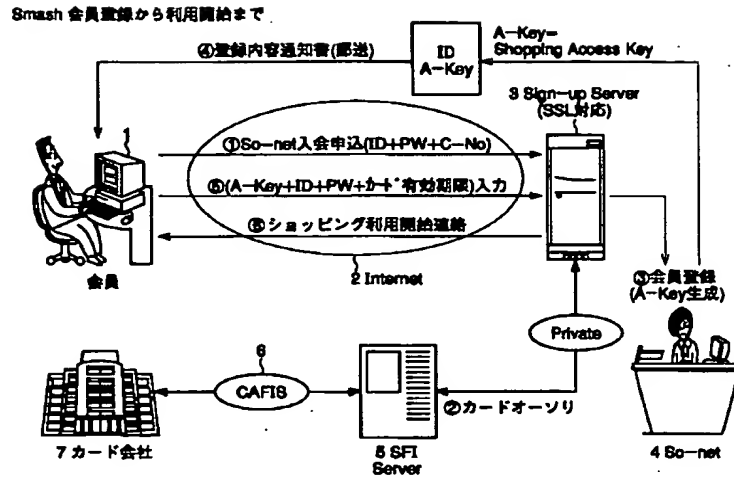 Smash 会員登録から利用開始まで
④登録内容通知書(郵送)
ID
A-Key
A-Key=
Shopping Access Key
3 Sign-up Server
(SSL対応)
1
①So-net入会申込(ID+PW+C-No)
⑤(A-Key+ID+PW+ｶｰﾄﾞ有効期限)入力
⑥ショッピング利用開始連絡
2 Internet
会員
③会員登録
(A-Key生成)
Private
6
CAFIS
②カードオーソリ
7 カード会社
5 SFI
Server
4 So-net